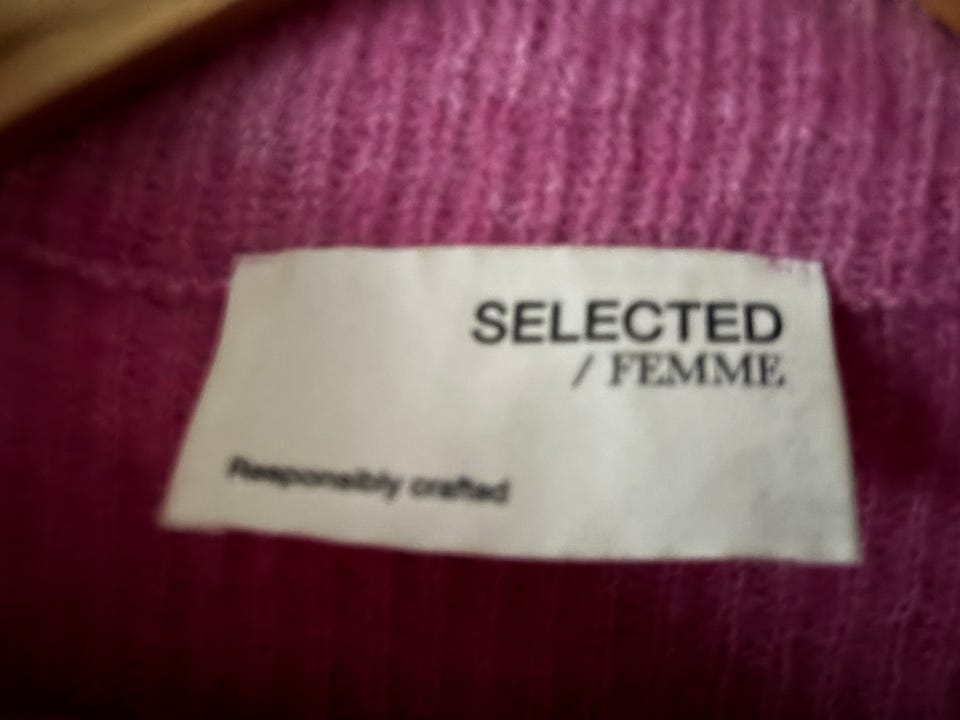 SELECTED
/ FEMME
Responsibly crafted